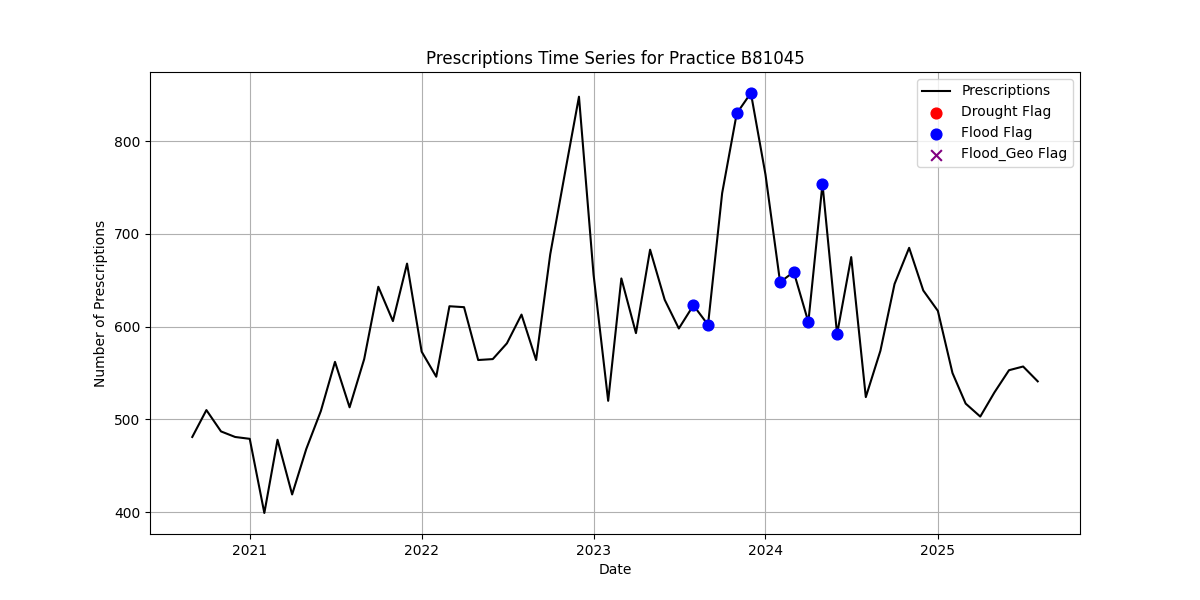 Prescriptions Time Series for Practice B81045
Prescriptions
Drought Flag
Flood Flag
Flood_Geo Flag
Number of Prescriptions
800
700
600
500
400
2021
2022
2023
2024
2025
Date